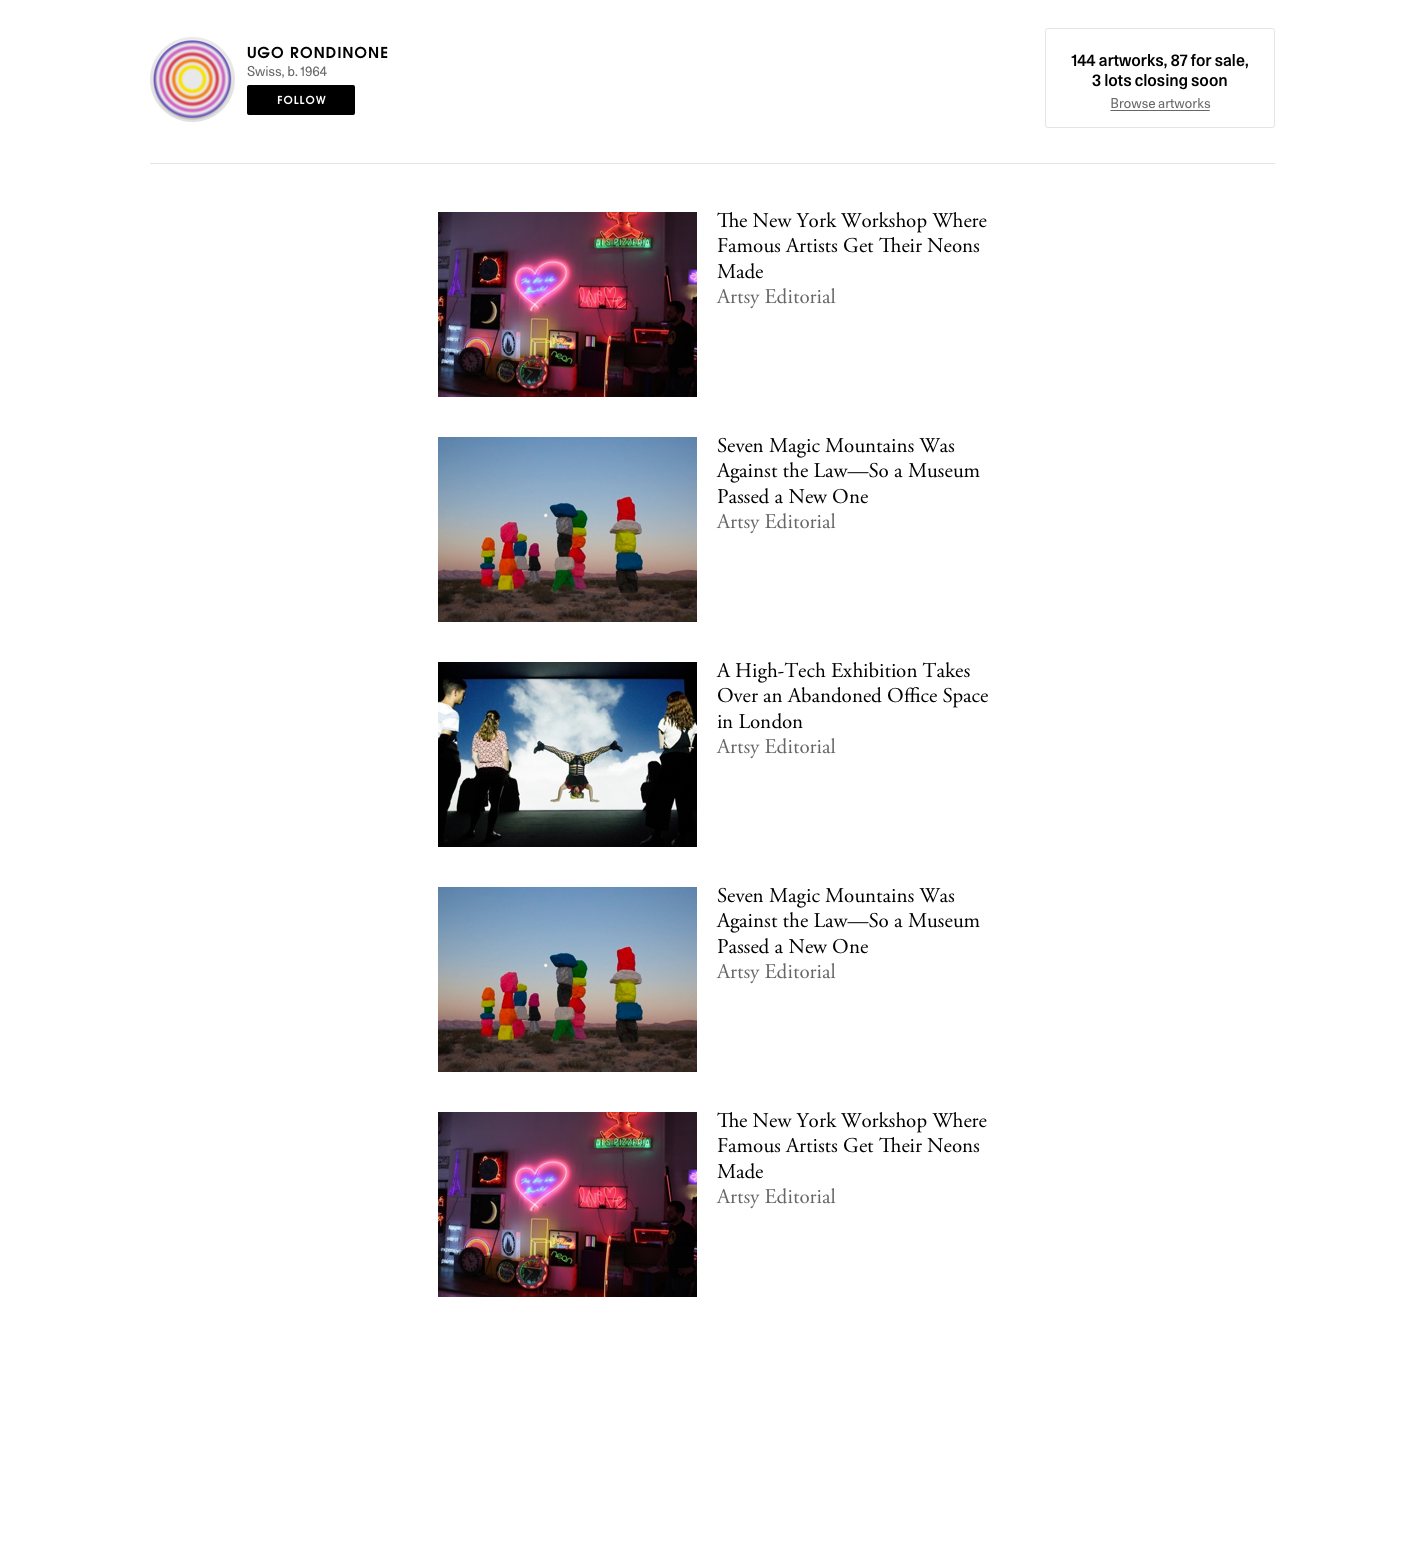 UGO RONDINONE
Swiss, b. 1964
FOLLOW
144 artworks, 87 for sale,
3 lots closing soon
Browse artworks
The New York Workshop Where
Famous Artists Get Their Neons
Made
Artsy Editorial
neon
Seven Magic Mountains Was
Against the Law—So a Museum
Passed a New One
Artsy Editorial
A High-Tech Exhibition Takes
Over an Abandoned Office Space
in London
Artsy Editorial
Seven Magic Mountains Was
Against the Law—So a Museum
Passed a New One
Artsy Editorial
The New York Workshop Where
Famous Artists Get Their Neons
Made
Artsy Editorial
neon